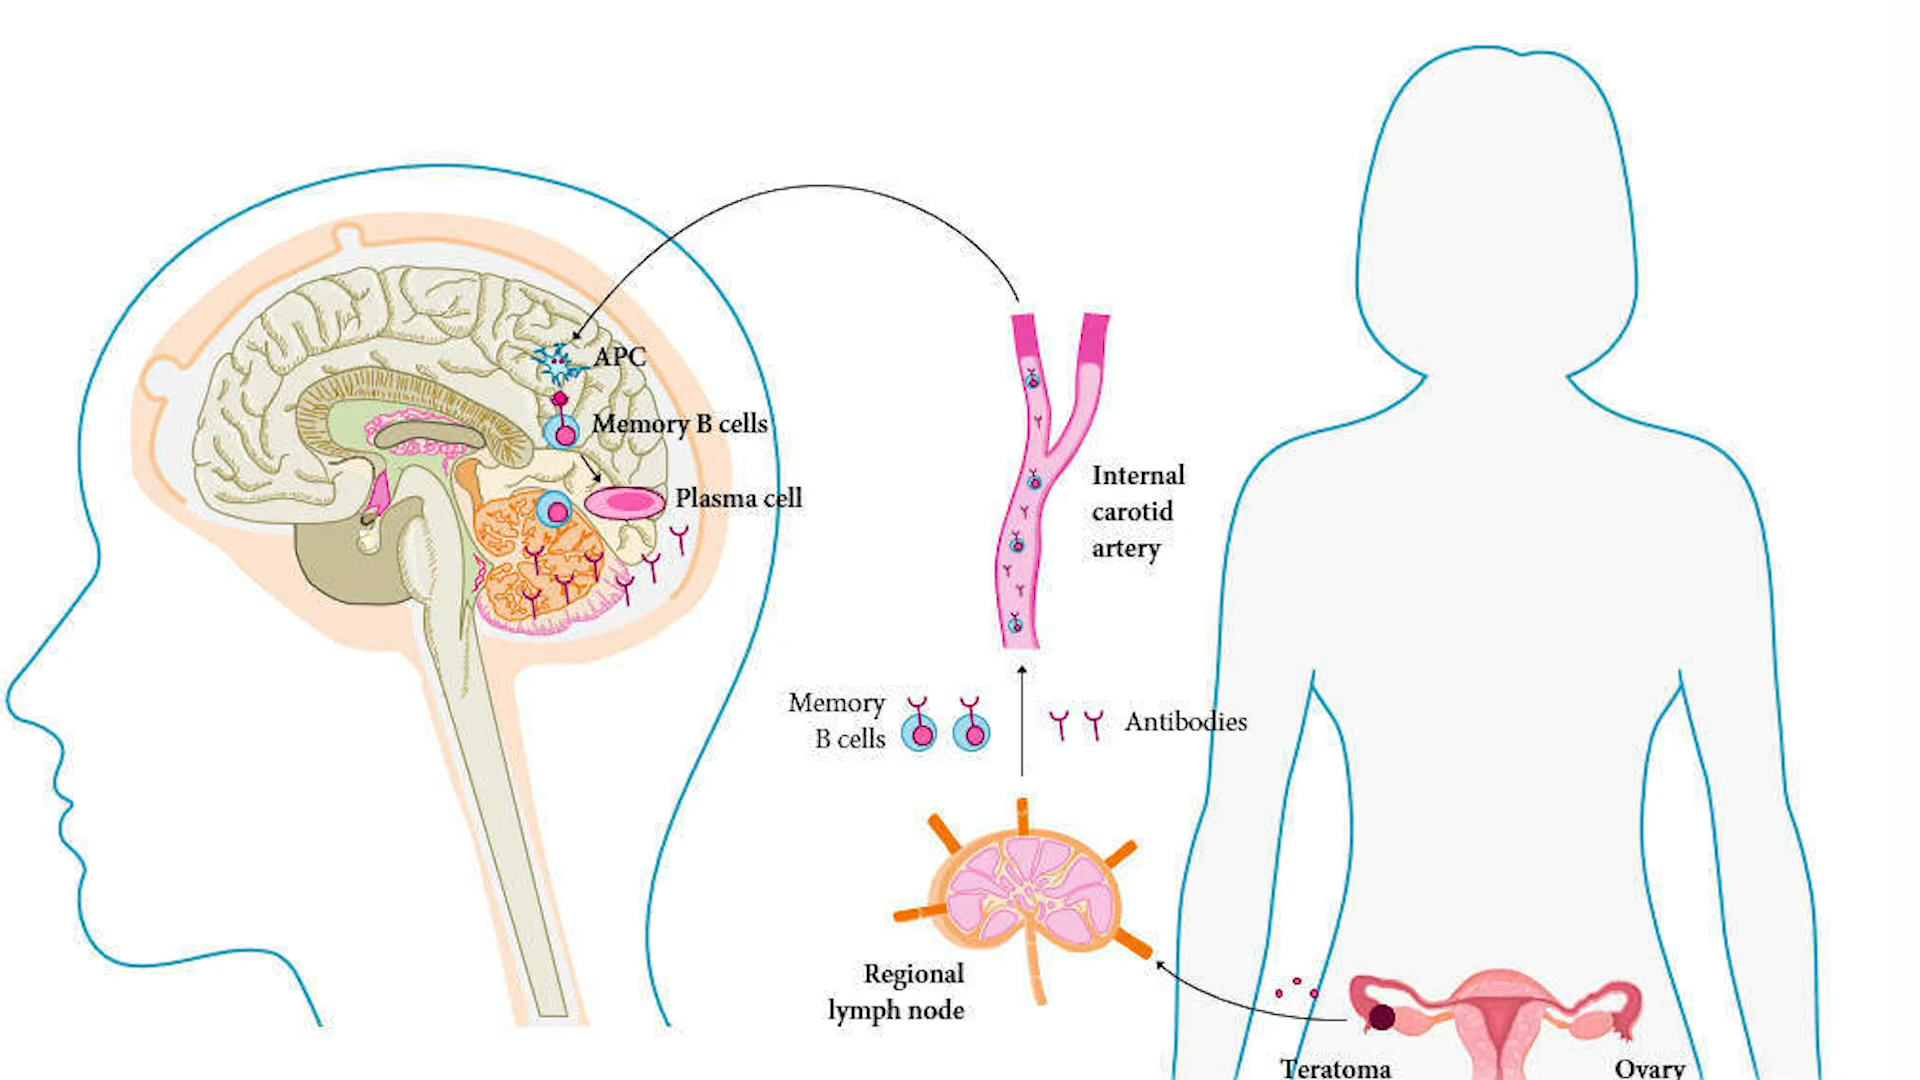 APC
Memory B cells
Plasma cell
Internal
carotid
artery
Memory
B cells
Antibodies
Regional
lymph node
Teratoma
Ovary